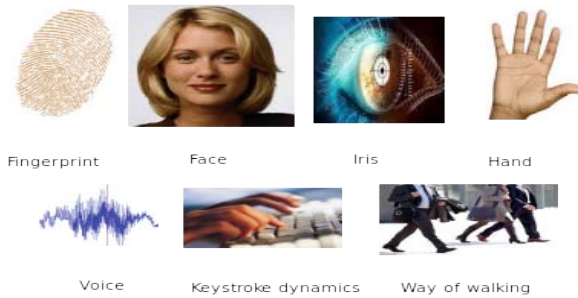 Fingerprint
Face
Iris
Hand
Voice
Keystroke dynamics
Way of walking